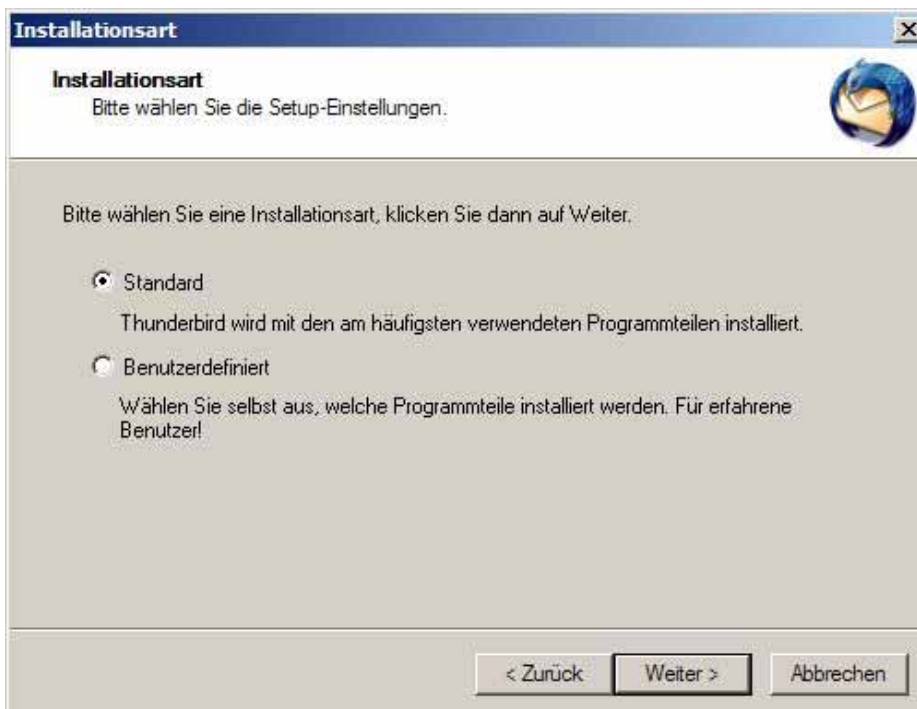 Installationsart
Installationsart
Bitte wählen Sie die Setup-Einstellungen.
Bitte wählen Sie eine Installationsart, klicken Sie dann auf Weiter.
Standard
Thunderbird wird mit den am häufigsten verwendeten Programmteilen installiert.
Benutzerdefiniert
Wählen Sie selbst aus, welche Programmteile installiert werden. Für erfahrene
Benutzer!
< Zurück Weiter > Abbrechen